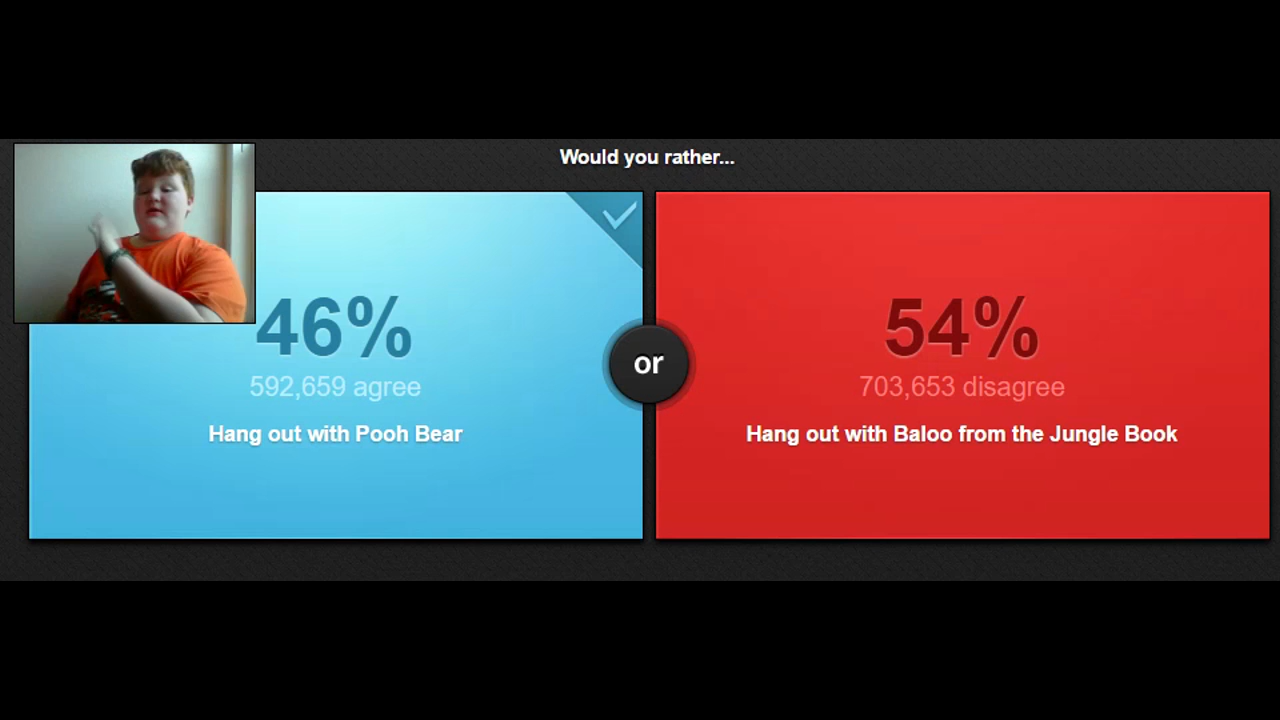 Would you rather...
46%
592,659 agree
Hang out with Pooh Bear
or
54%
703,653 disagree
Hang out with Baloo from the Jungle Book